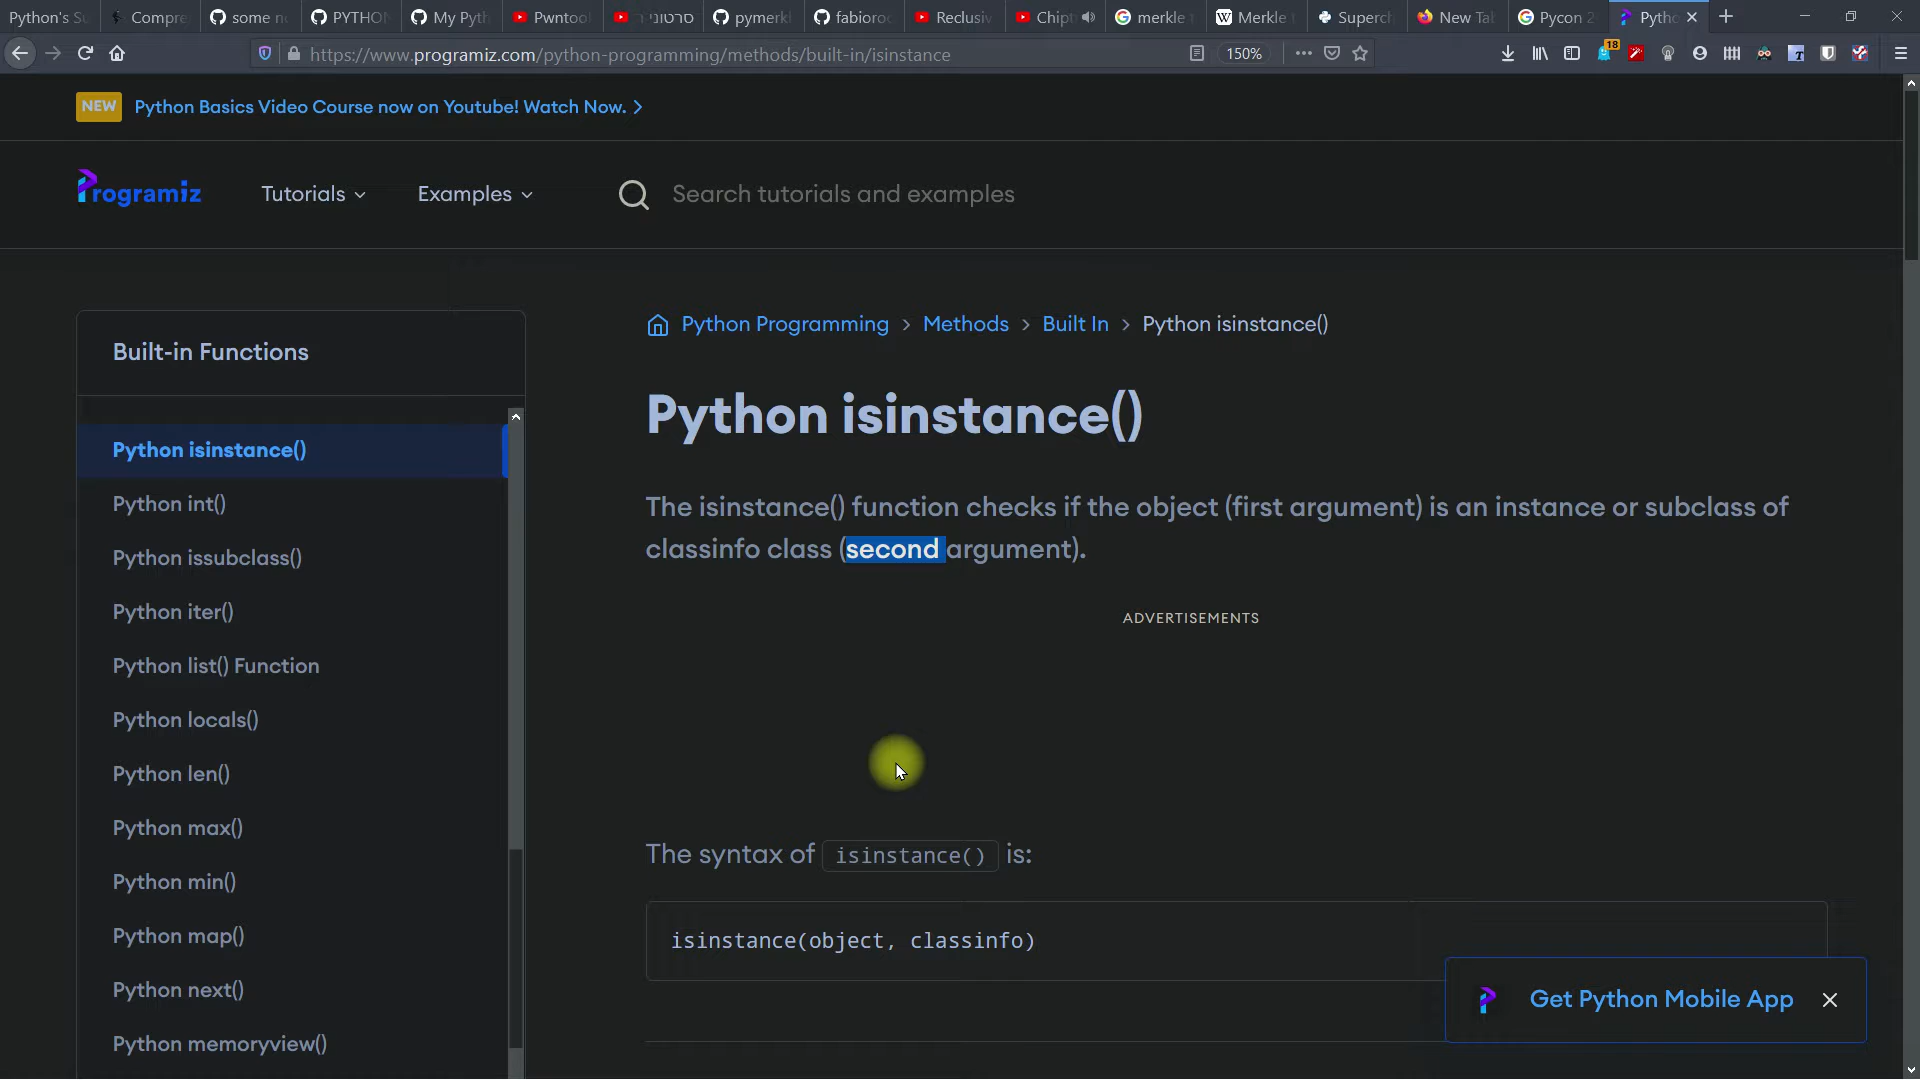 Python's S
Compre
some n
PYTHON
My Pyth
Pwntoo
סרטוני ר
pymerk
fabioro
Reclusiv
Chipt
merkle
Merkle
Superch
New Tab
Pycon 2
Pytho
https://www.programiz.com/python-programming/methods/built-in/isinstance
150%
18
NEW Python Basics Video Course now on Youtube! Watch Now.
Programiz
Tutorials
Examples
Search tutorials and examples
Built-in Functions
Python isinstance()
Python int()
Python issubclass()
Python iter()
Python list() Function
Python locals()
Python len()
Python max()
Python min()
Python map()
Python next()
Python memoryview()
Python Programming > Methods > Built In > Python isinstance()
Python isinstance()
The isinstance() function checks if the object (first argument) is an instance or subclass of
classinfo class (second argument).
ADVERTISEMENTS
The syntax of isinstance() is:
isinstance(object, classinfo)
Get Python Mobile App